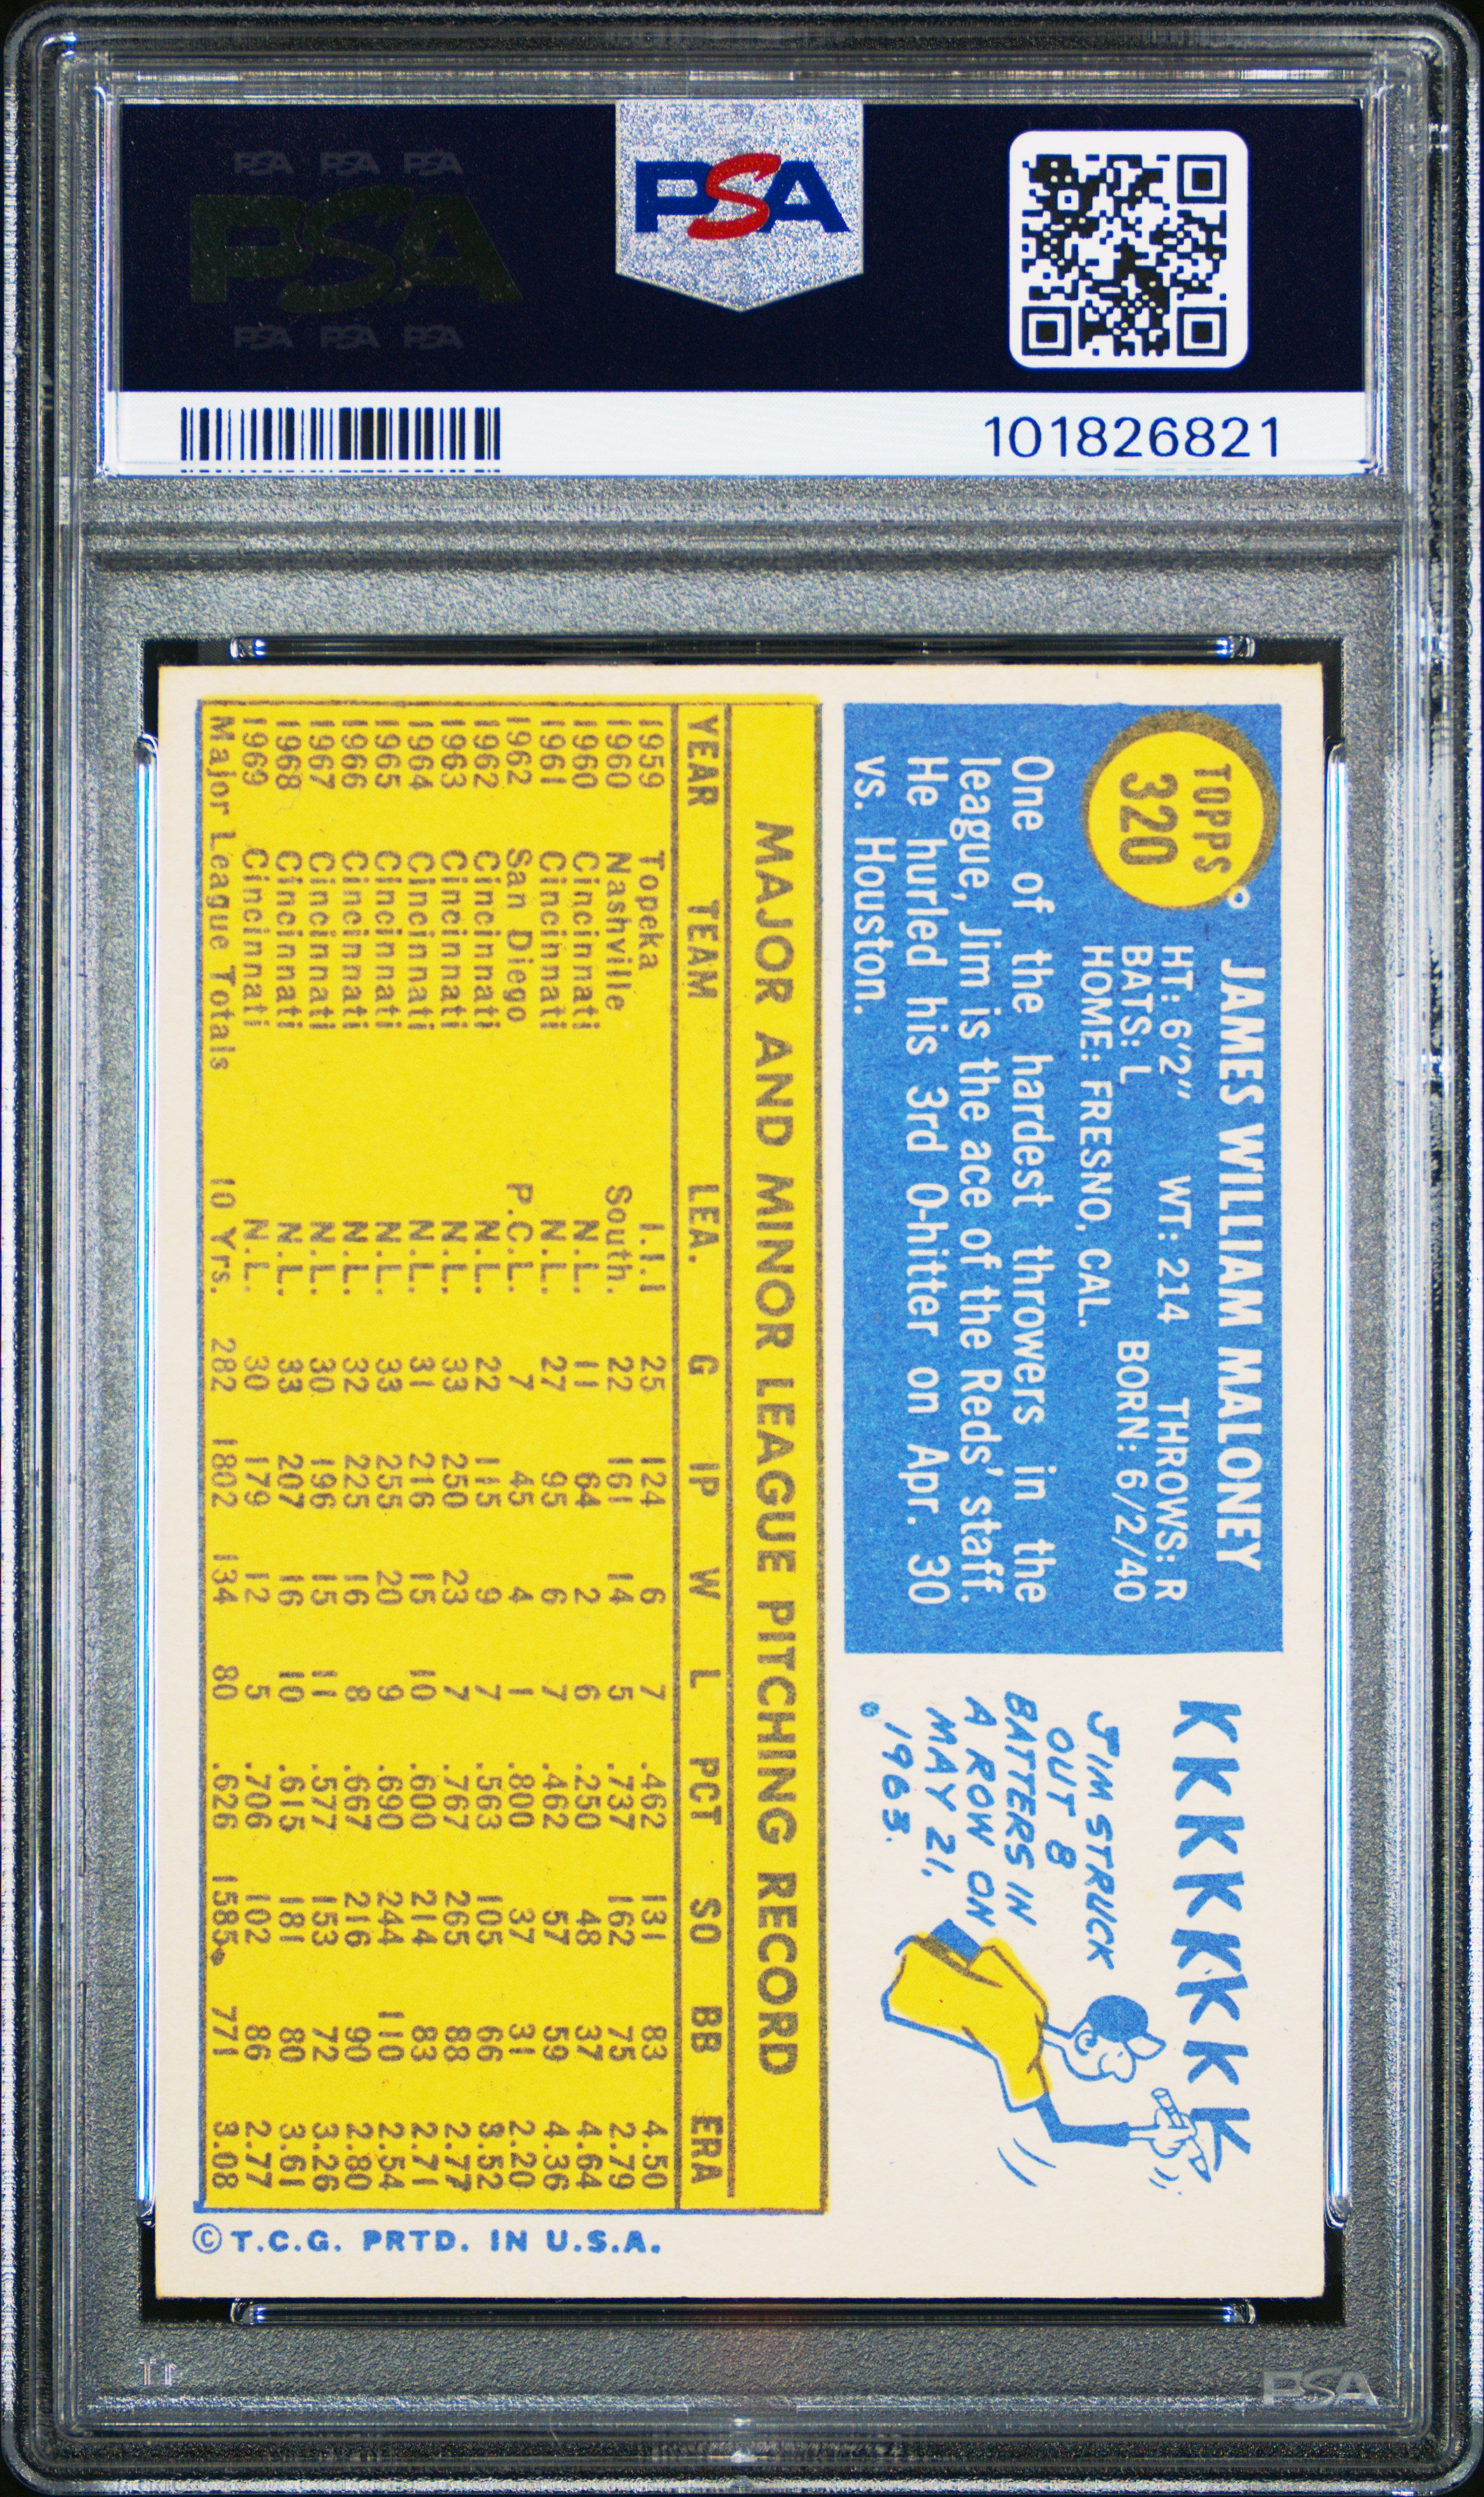 PSA PSA PSA
PSA
PSA PSA PSA
PSA
101826821
TOPPS
320
JAMES WILLIAM MALONEY
HT: 6'2" WT: 214 THROWS: R
BATS: L BORN: 6/2/40
HOME: FRESNO, CAL.
One of the hardest throwers in the
league, Jim is the ace of the Reds' staff.
He hurled his 3rd 0-hitter on Apr. 30
vs. Houston.
K K K K K K K K
JIM STRUCK
OUT 8
BATTERS IN
A ROW ON
MAY 21,
1963.
MAJOR AND MINOR LEAGUE PITCHING RECORD
YEAR TEAM LEA. G IP W L PCT SO BB ERA
1959 Topeka I.I.I 25 124 6 7 .462 131 83 4.50
1960 Nashville South. 22 161 14 5 .737 162 75 2.79
1960 Cincinnati N.L. 11 64 2 6 .250 48 37 4.64
1961 Cincinnati N.L. 27 95 6 7 .462 57 59 4.36
1962 San Diego P.C.L. 7 45 4 1 .800 37 31 2.20
1962 Cincinnati N.L. 22 115 9 7 .563 105 66 3.52
1963 Cincinnati N.L. 33 250 23 7 .767 265 88 2.77
1964 Cincinnati N.L. 31 216 15 10 .600 214 83 2.71
1965 Cincinnati N.L. 33 255 20 9 .690 244 110 2.54
1966 Cincinnati N.L. 32 225 16 8 .667 216 90 2.80
1967 Cincinnati N.L. 30 196 15 11 .577 153 72 3.26
1968 Cincinnati N.L. 33 207 16 10 .615 181 80 3.61
1969 Cincinnati N.L. 30 179 12 5 .706 102 86 2.77
Major League Totals 10 Yrs. 282 1802 134 80 .626 1585 771 3.08
© T.C.G. PRTD. IN U.S.A.
PSA